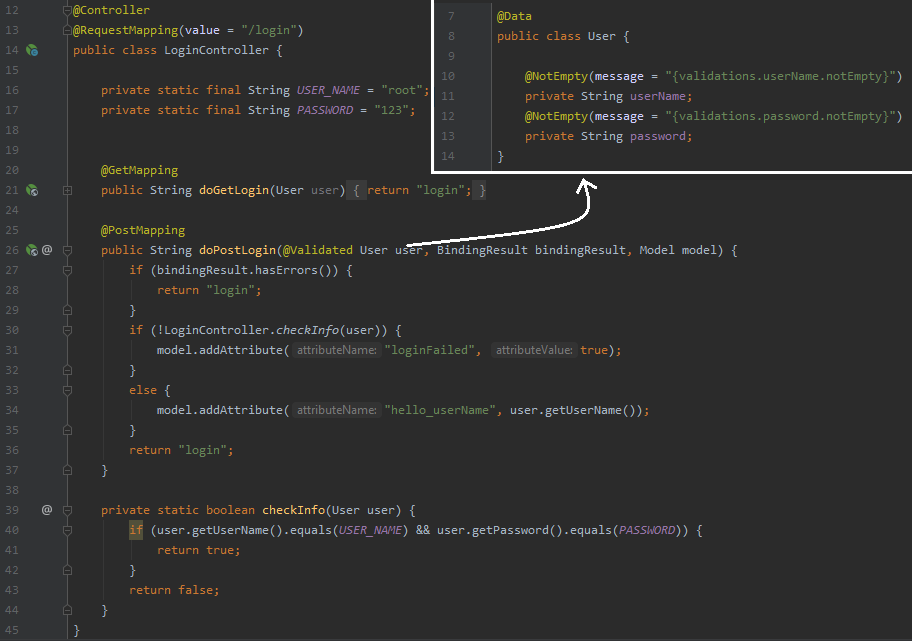 12 @Controller
13 @RequestMapping(value = "/login")
14 public class LoginController {
15
16 private static final String USER_NAME = "root";
17 private static final String PASSWORD = "123";
18
19
20 @GetMapping
21 public String doGetLogin(User user) { return "login"; }
24
25 @PostMapping
26 @ public String doPostLogin(@Validated User user, BindingResult bindingResult, Model model) {
27 if (bindingResult.hasErrors()) {
28 return "login";
29 }
30 if (!LoginController.checkInfo(user)) {
31 model.addAttribute( attributeName: "loginFailed", attributeValue: true);
32 }
33 else {
34 model.addAttribute( attributeName: "hello_userName", user.getUserName());
35 }
36 return "login";
37 }
38
39 @ private static boolean checkInfo(User user) {
40 if (user.getUserName().equals(USER_NAME) && user.getPassword().equals(PASSWORD)) {
41 return true;
42 }
43 return false;
44 }
45 }
7 @Data
8 public class User {
9
10 @NotEmpty(message = "{validations.userName.notEmpty}")
11 private String userName;
12 @NotEmpty(message = "{validations.password.notEmpty}")
13 private String password;
14 }